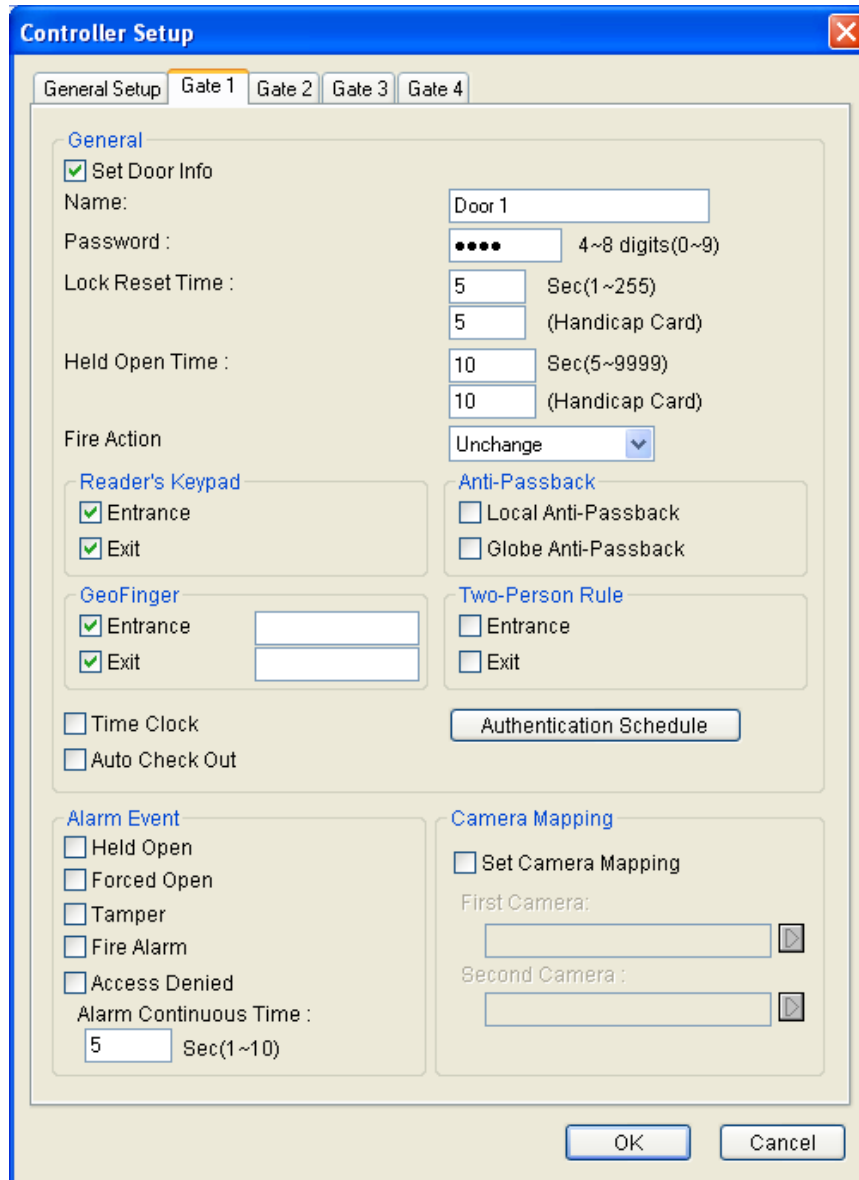 Controller Setup
General Setup Gate 1 Gate 2 Gate 3 Gate 4
General
Set Door Info
Name: Door 1
Password : •••• 4~8 digits(0~9)
Lock Reset Time : 5 Sec(1~255)
5 (Handicap Card)
Held Open Time : 10 Sec(5~9999)
10 (Handicap Card)
Fire Action Unchange
Reader's Keypad
Entrance
Exit
Anti-Passback
Local Anti-Passback
Globe Anti-Passback
GeoFinger
Entrance
Exit
Two-Person Rule
Entrance
Exit
Time Clock
Auto Check Out
Authentication Schedule
Alarm Event
Held Open
Forced Open
Tamper
Fire Alarm
Access Denied
Alarm Continuous Time :
5 Sec(1~10)
Camera Mapping
Set Camera Mapping
First Camera:
Second Camera :
OK Cancel